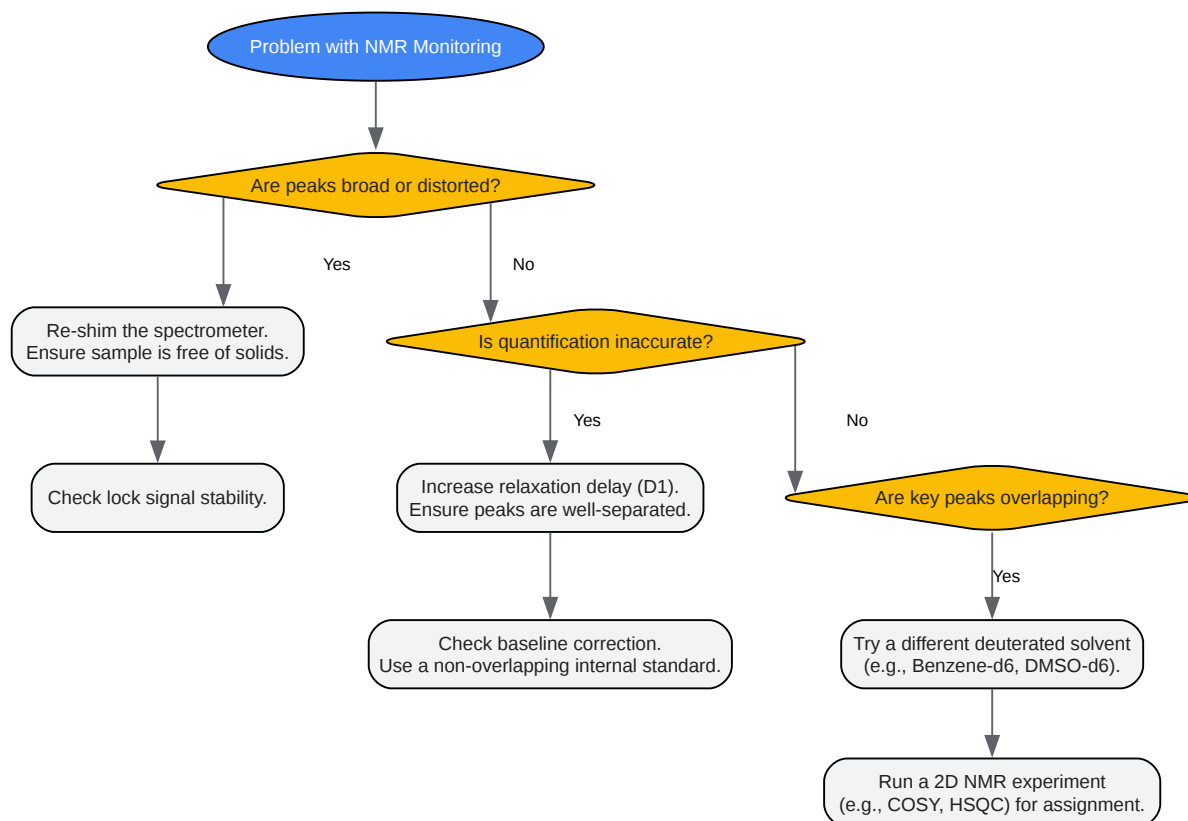 Problem with NMR Monitoring
Are peaks broad or distorted?
Yes
No
Re-shim the spectrometer.
Ensure sample is free of solids.
Is quantification inaccurate?
Yes
No
Check lock signal stability.
Increase relaxation delay (D1).
Ensure peaks are well-separated.
Are key peaks overlapping?
Yes
Check baseline correction.
Use a non-overlapping internal standard.
Try a different deuterated solvent
(e.g., Benzene-d6, DMSO-d6).
Run a 2D NMR experiment
(e.g., COSY, HSQC) for assignment.